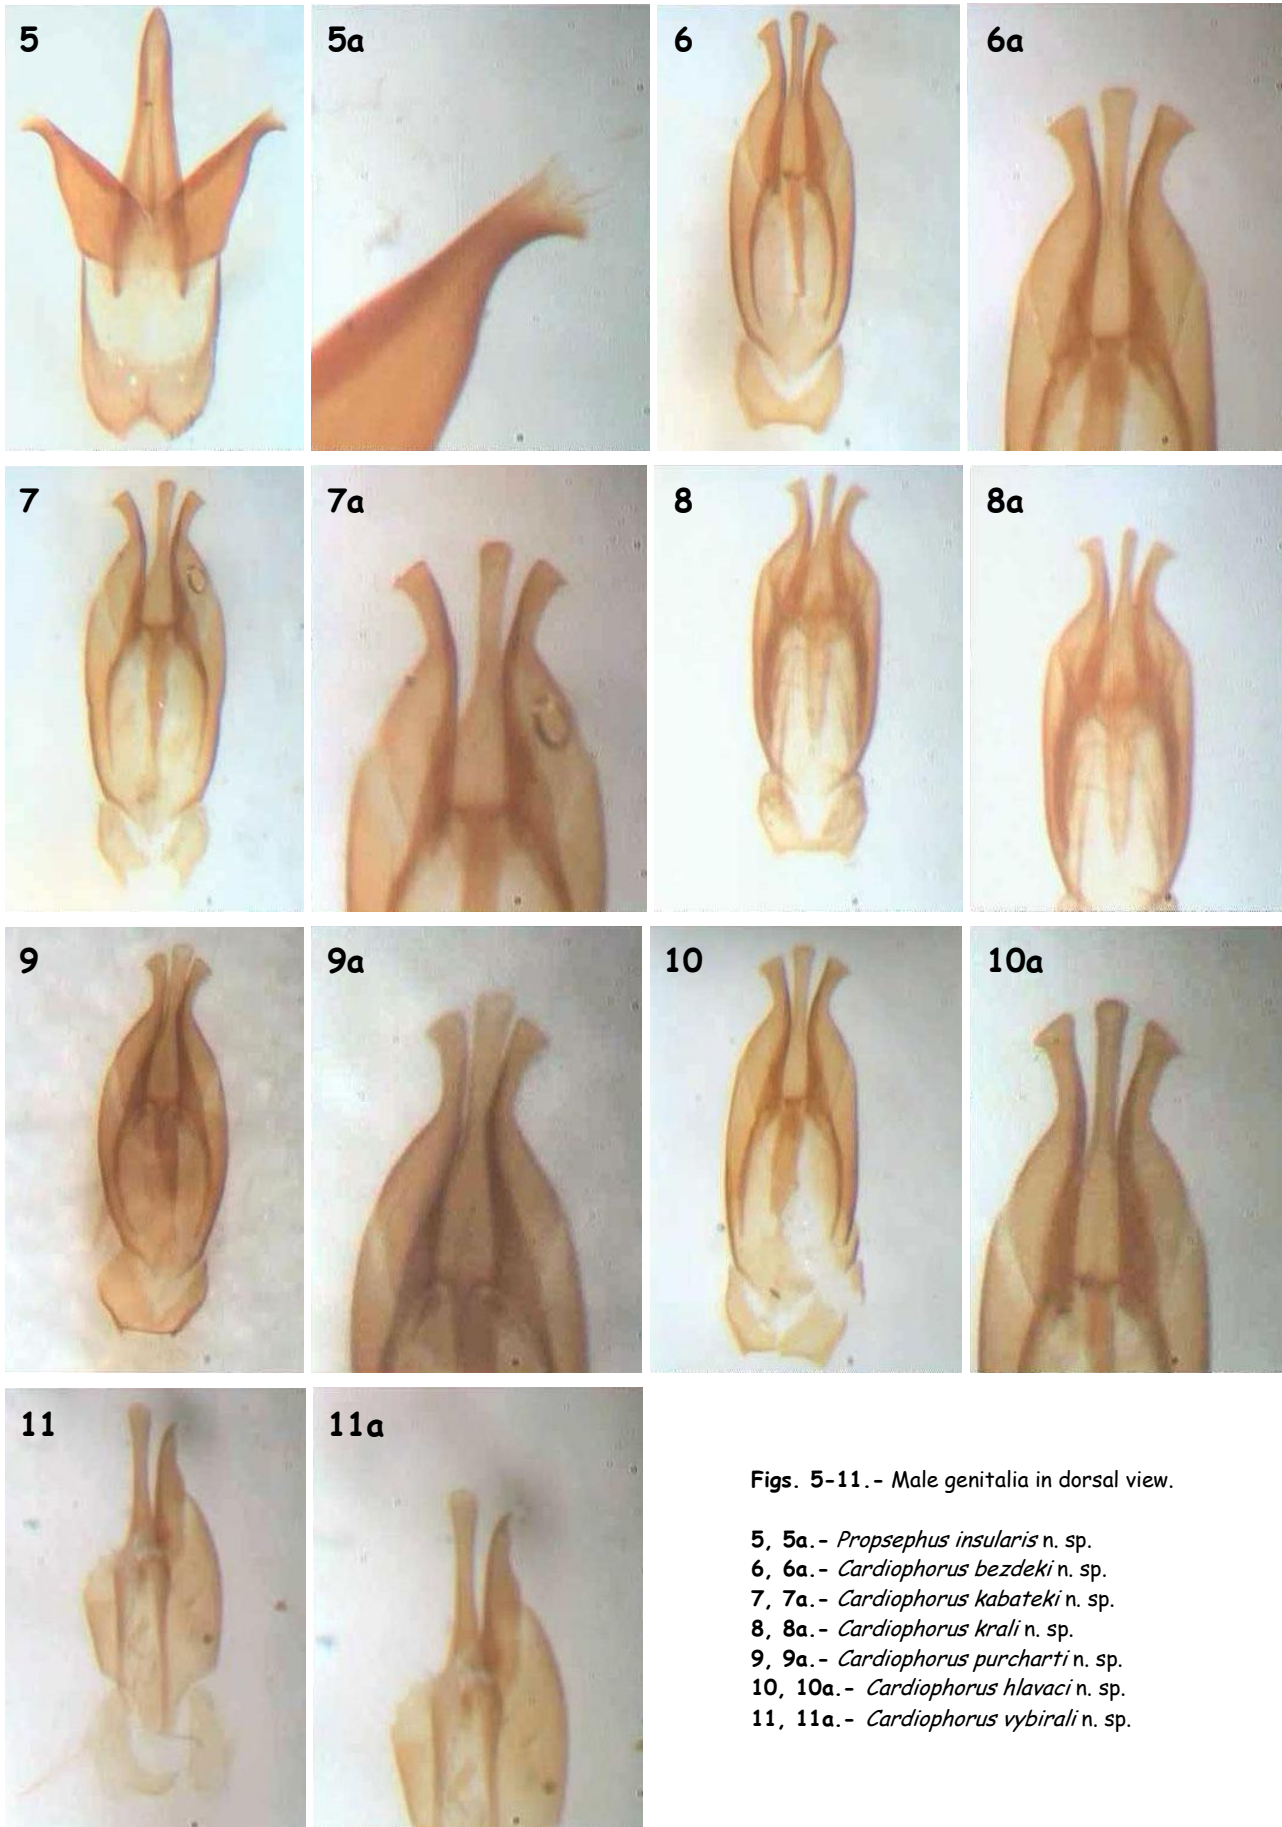 5
5a
6
6a
7
7a
8
8a
9
9a
10
10a
11
11a
Figs. 5-11.- Male genitalia in dorsal view.
5, 5a.- Propsephus insularis n. sp.
6, 6a.- Cardiophorus bezdeki n. sp.
7, 7a.- Cardiophorus kabateki n. sp.
8, 8a.- Cardiophorus krali n. sp.
9, 9a.- Cardiophorus purcharti n. sp.
10, 10a.- Cardiophorus hlavaci n. sp.
11, 11a.- Cardiophorus vybirali n. sp.